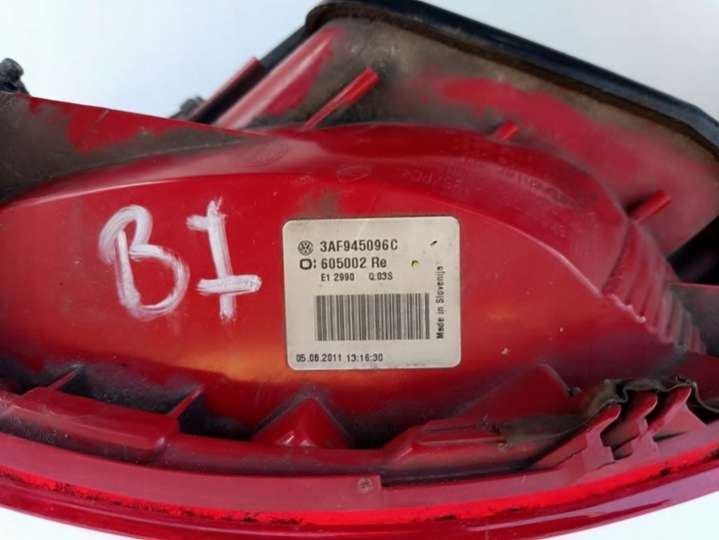 B7
3AF945096C
605002 Re
E1 2990 Q:03S
Made in Slovenija
05.08.2011 13:16:30